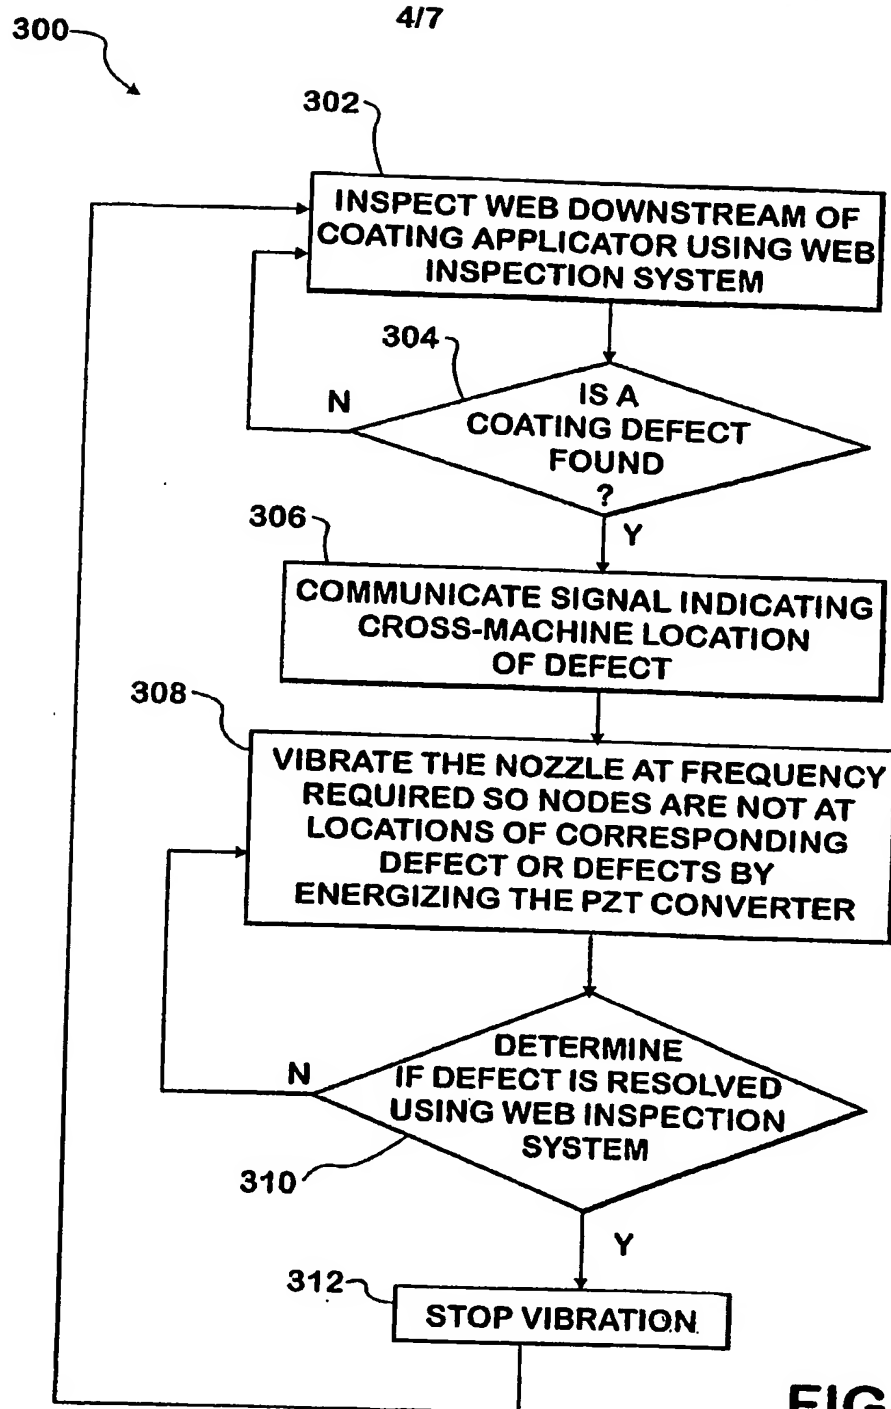 4/7
300
302
INSPECT WEB DOWNSTREAM OF
COATING APPLICATOR USING WEB
INSPECTION SYSTEM
304
N
IS A
COATING DEFECT
FOUND
?
Y
306
COMMUNICATE SIGNAL INDICATING
CROSS-MACHINE LOCATION
OF DEFECT
308
VIBRATE THE NOZZLE AT FREQUENCY
REQUIRED SO NODES ARE NOT AT
LOCATIONS OF CORRESPONDING
DEFECT OR DEFECTS BY
ENERGIZING THE PZT CONVERTER
N
DETERMINE
IF DEFECT IS RESOLVED
USING WEB INSPECTION
SYSTEM
310
Y
312
STOP VIBRATION
FIG